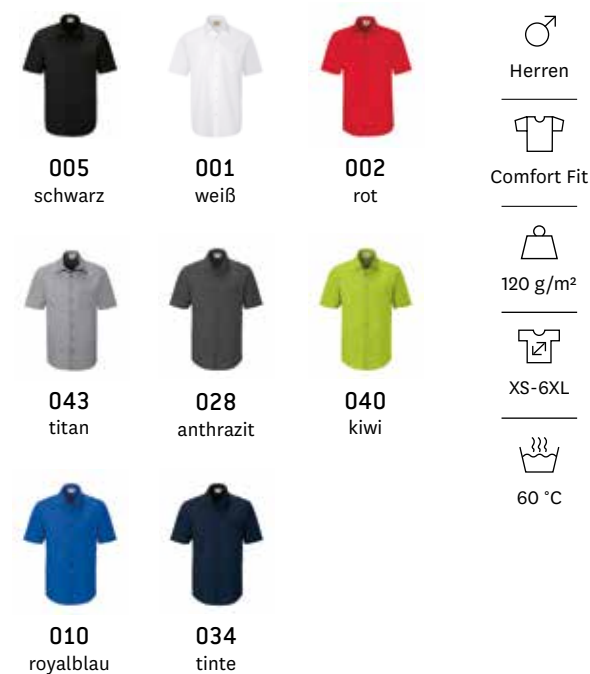 005
schwarz
001
weiß
002
rot
043
titan
028
anthrazit
040
kiwi
010
royalblau
034
tinte
Herren
Comfort Fit
120 g/m²
XS-6XL
60 °C